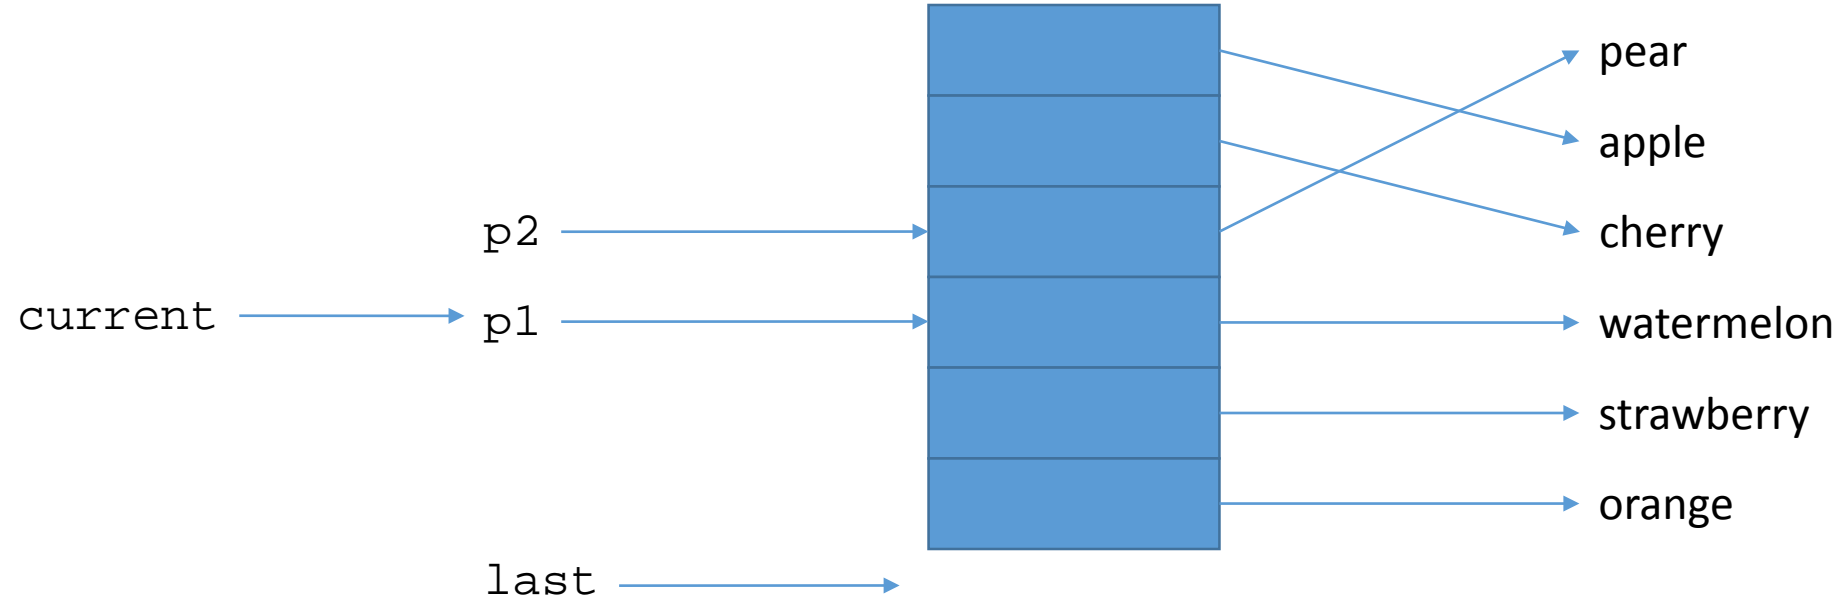 pear
apple
p2
cherry
current
p1
watermelon
strawberry
orange
last